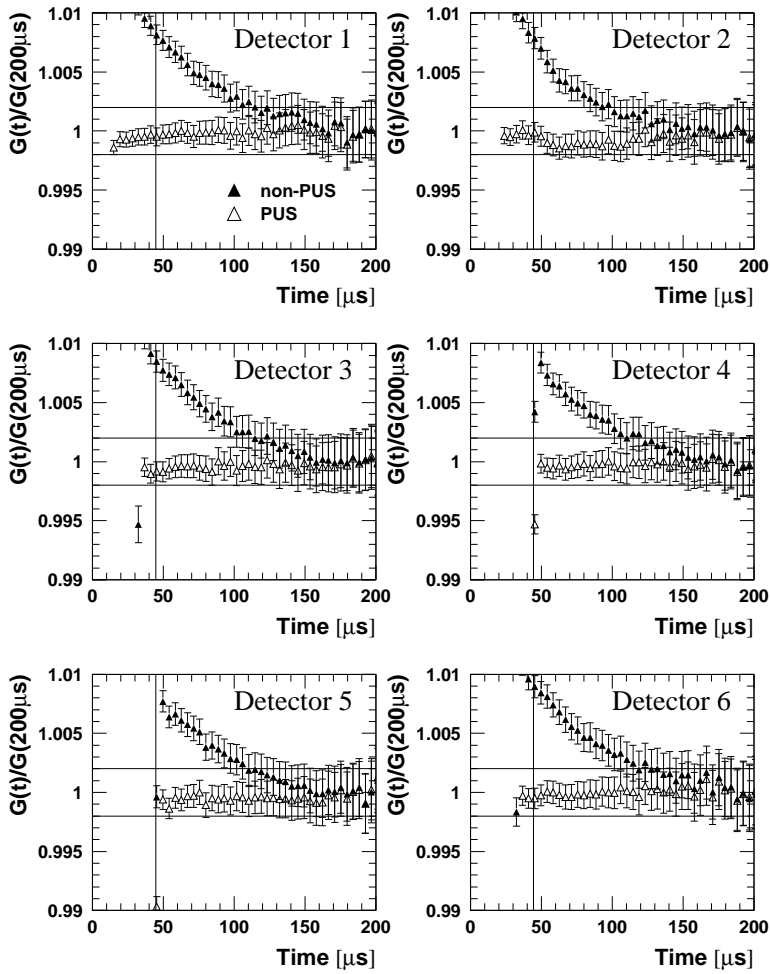 G(t)/G(200µs)
1.01
1.005
1
0.995
0.99
Detector 1
non-PUS
PUS
0 50 100 150 200
Time [µs]
G(t)/G(200µs)
1.01
1.005
1
0.995
0.99
Detector 2
0 50 100 150 200
Time [µs]
G(t)/G(200µs)
1.01
1.005
1
0.995
0.99
Detector 3
0 50 100 150 200
Time [µs]
G(t)/G(200µs)
1.01
1.005
1
0.995
0.99
Detector 4
0 50 100 150 200
Time [µs]
G(t)/G(200µs)
1.01
1.005
1
0.995
0.99
Detector 5
0 50 100 150 200
Time [µs]
G(t)/G(200µs)
1.01
1.005
1
0.995
0.99
Detector 6
0 50 100 150 200
Time [µs]